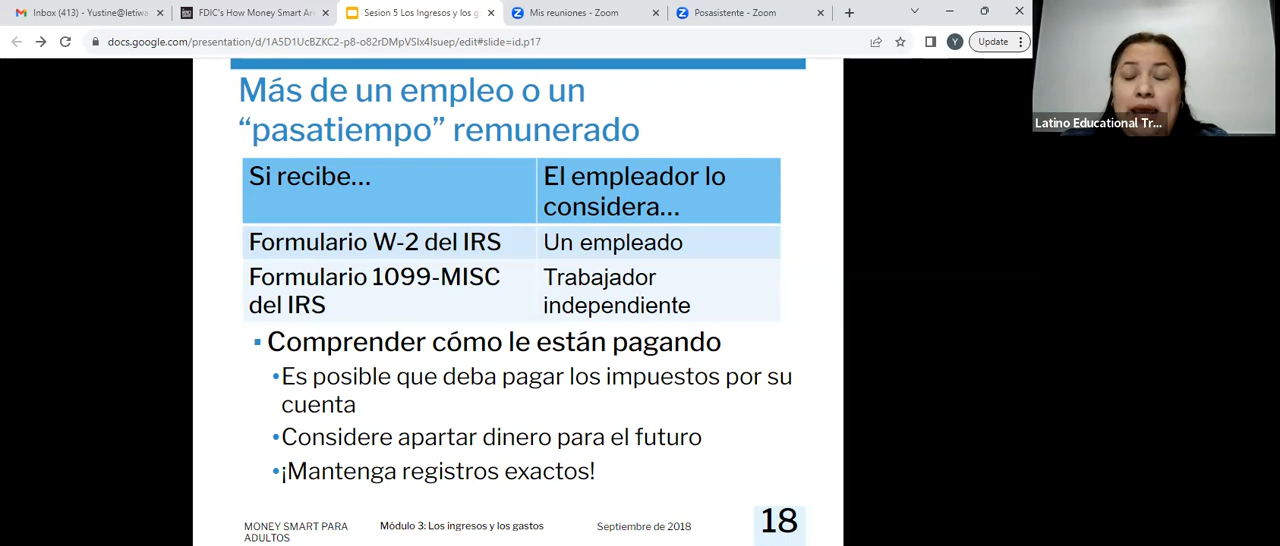 Inbox (413) - Yustine@letiwa
FDIC's How Money Smart Are
Sesion 5 Los Ingresos y los g
Mis reuniones - Zoom
Posasistente - Zoom
docs.google.com/presentation/d/1A5D1UcBZKC2-p8-o82rDMpVSlx4Isuep/edit#slide=id.p17
Y
Update
Más de un empleo o un
“pasatiempo” remunerado
Si recibe...
El empleador lo
considera...
Formulario W-2 del IRS
Un empleado
Formulario 1099-MISC
del IRS
Trabajador
independiente
▪ Comprender cómo le están pagando
•Es posible que deba pagar los impuestos por su
cuenta
•Considere apartar dinero para el futuro
•¡Mantenga registros exactos!
MONEY SMART PARA
ADULTOS
Módulo 3: Los ingresos y los gastos
Septiembre de 2018
18
Latino Educational Tr...